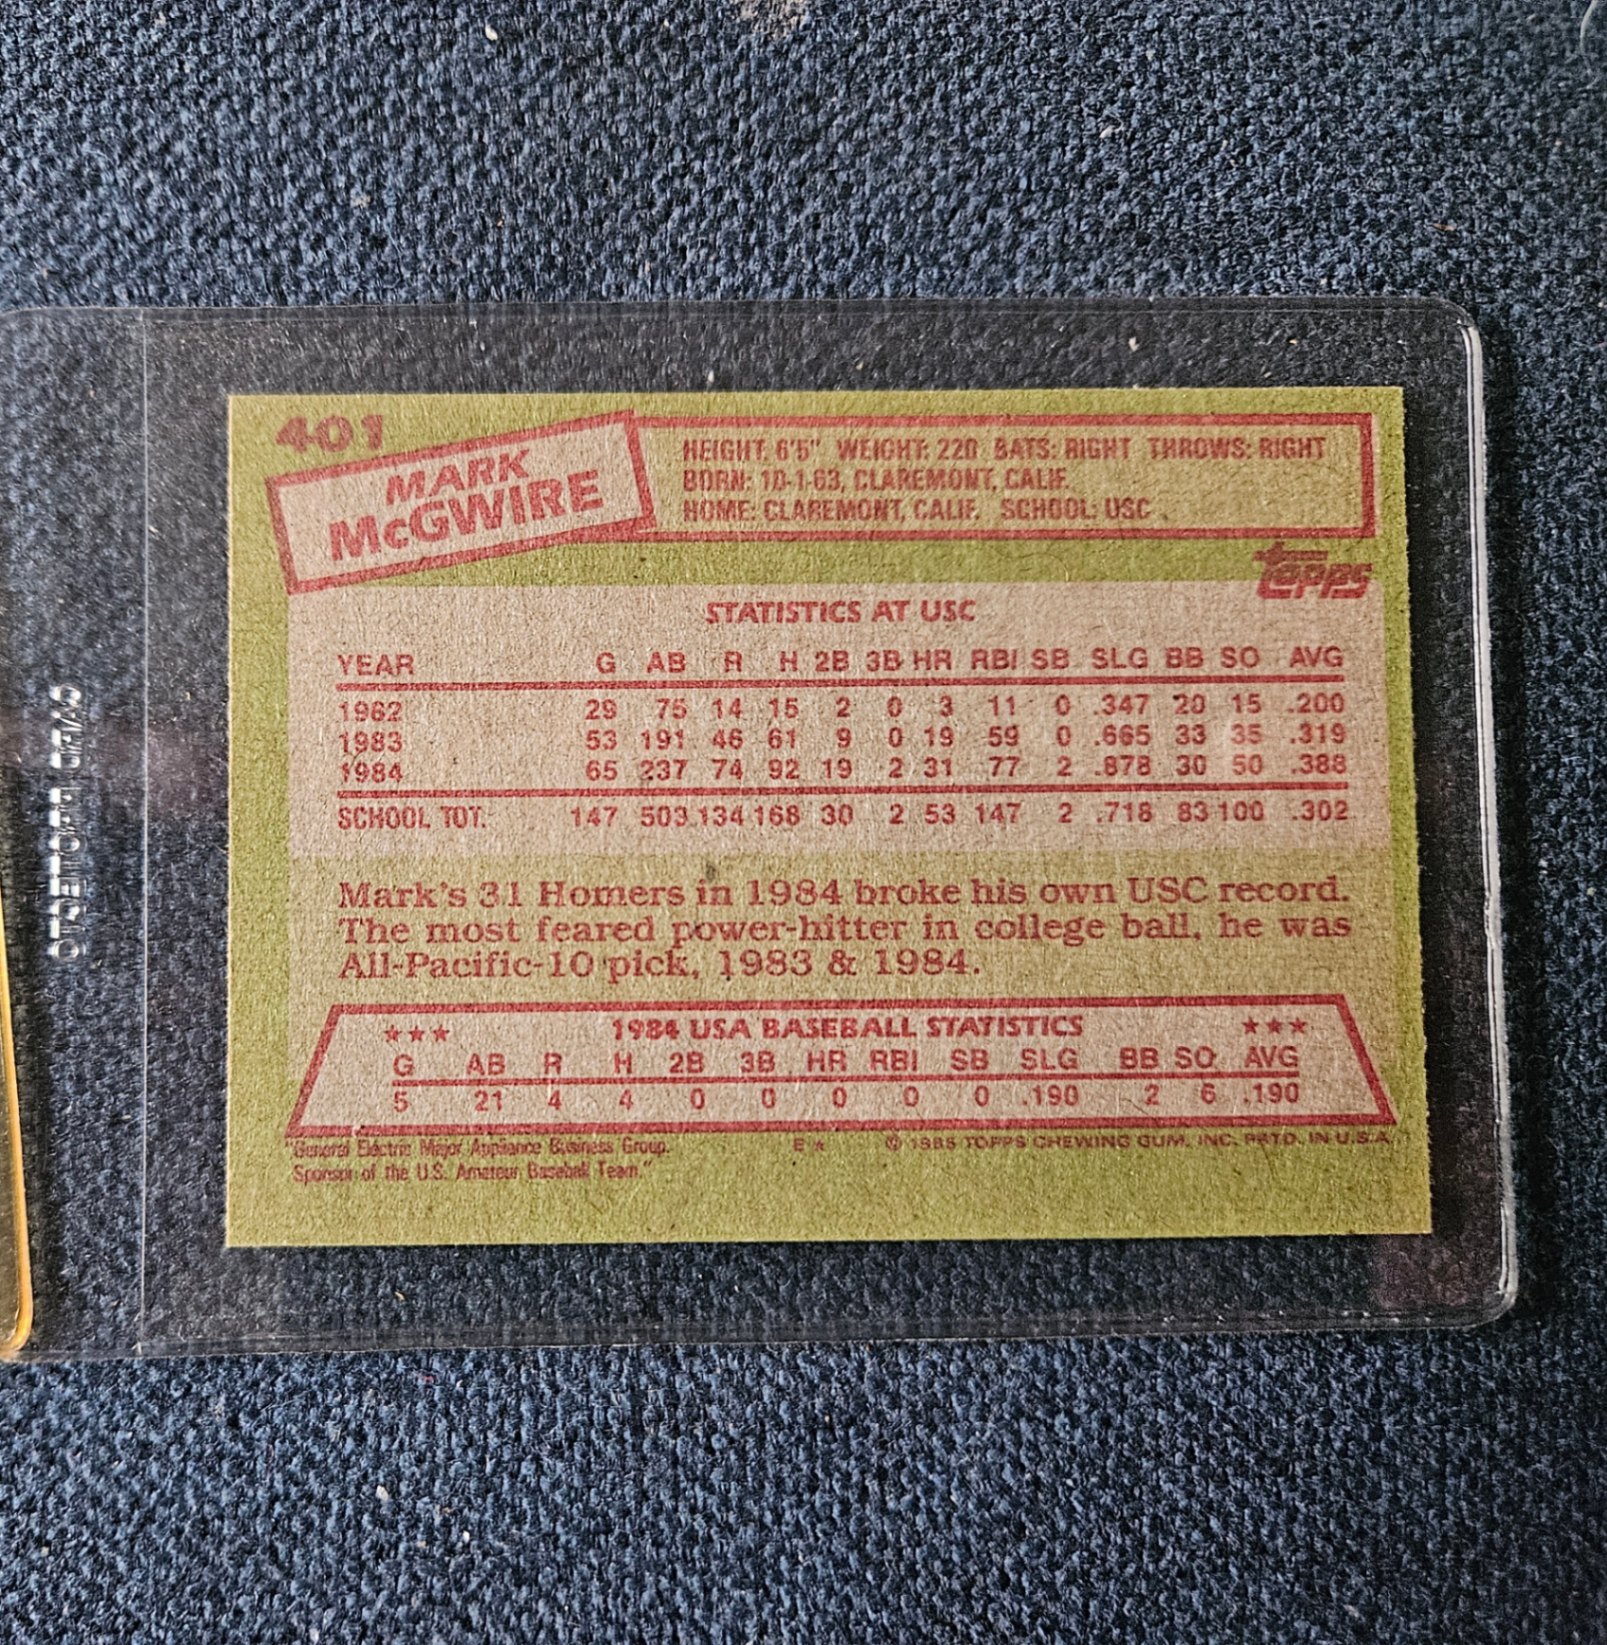 401
MARK
McGWIRE
HEIGHT: 6'5" WEIGHT: 220 BATS: RIGHT THROWS: RIGHT
BORN: 10-1-63, CLAREMONT, CALIF.
HOME: CLAREMONT, CALIF. SCHOOL: USC
topps
STATISTICS AT USC
YEAR G AB R H 2B 3B HR RBI SB SLG BB SO AVG
1982 29 75 14 15 2 0 3 11 0 .347 20 15 .200
1983 53 191 46 61 9 0 19 59 0 .665 33 35 .319
1984 65 237 74 92 19 2 31 77 2 .878 30 50 .388
SCHOOL TOT. 147 503 134 168 30 2 53 147 2 .718 83 100 .302
Mark's 31 Homers in 1984 broke his own USC record.
The most feared power-hitter in college ball, he was
All-Pacific-10 pick, 1983 & 1984.
★★★ 1984 USA BASEBALL STATISTICS ★★★
G AB R H 2B 3B HR RBI SB SLG BB SO AVG
5 21 4 4 0 0 0 0 0 .190 2 6 .190
"General Electric Major Appliance Business Group.
Sponsor of the U.S. Amateur Baseball Team."
E* © 1985 TOPPS CHEWING GUM, INC. PRTD. IN U.S.A.